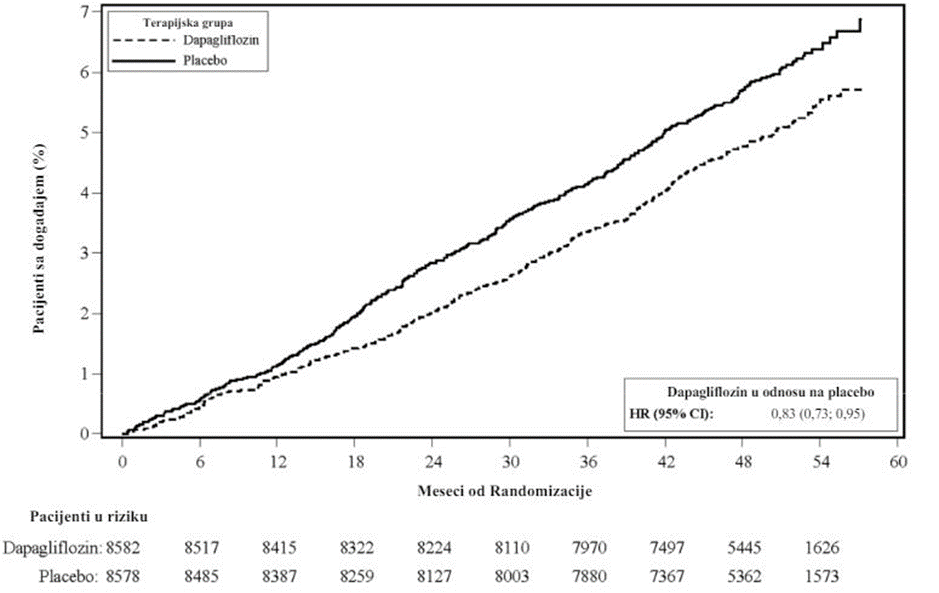 7
6
5
4
3
2
1
0
Pacijenti sa dogadajem (%)
Terapijska grupa
Dapagliflozin
Placebo
Dapagliflozin u odnosu na placebo
HR (95% CI): 0,83 (0,73; 0,95)
0 6 12 18 24 30 36 42 48 54 60
Meseci od Randomizacije
Pacijenti u riziku
Dapagliflozin: 8582 8517 8415 8322 8224 8110 7970 7497 5445 1626
Placebo: 8578 8485 8387 8259 8127 8003 7880 7367 5362 1573